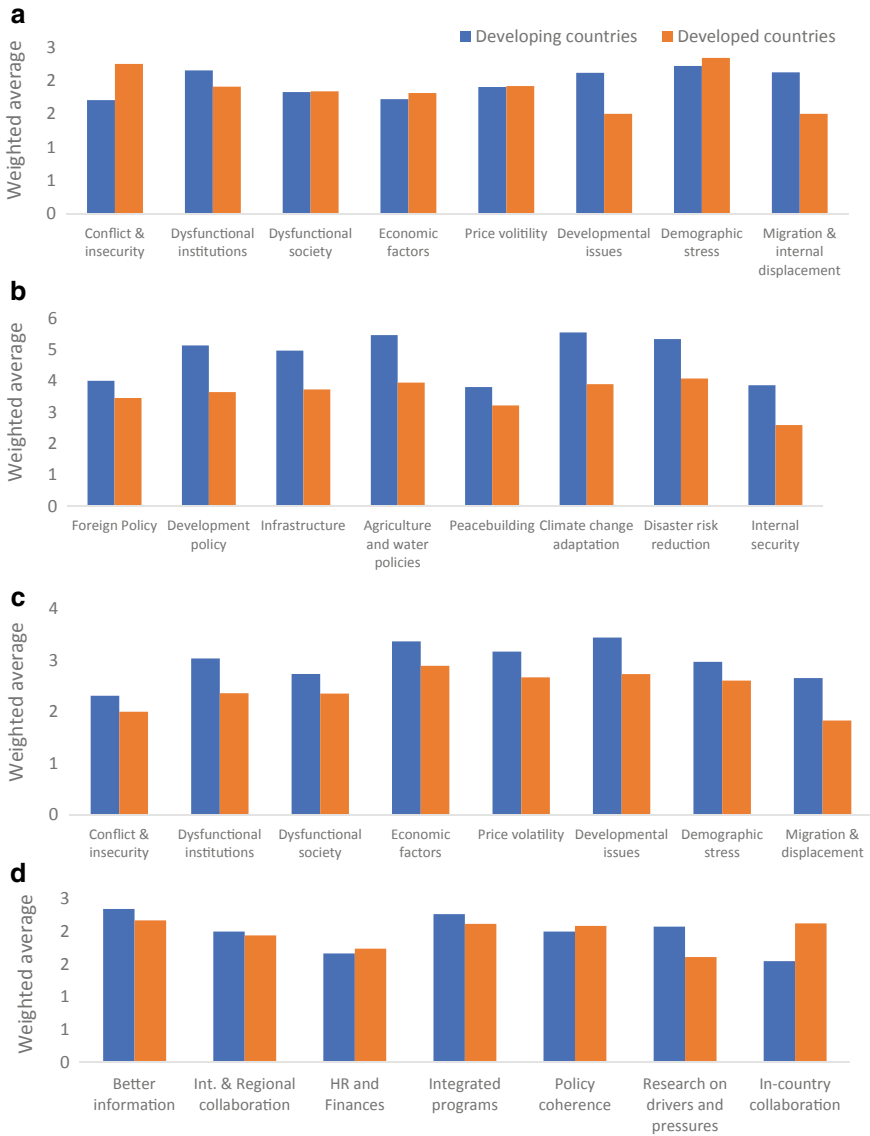 a
Weighted average
3
2
2
1
1
0
Developing countries Developed countries
Conflict & Dysfunctional Dysfunctional Economic Price volitility Developmental Demographic Migration &
insecurity institutions society factors issues stress internal
displacement
b
Weighted average
6
5
4
3
2
1
0
Foreign Policy Development Infrastructure Agriculture Peacebuilding Climate change Disaster risk Internal
policy and water adaptation reduction security
policies
c
Weighted average
4
3
2
1
0
Conflict & Dysfunctional Dysfunctional Economic Price volatility Developmental Demographic Migration &
insecurity institutions society factors issues stress displacement
d
Weighted average
3
2
2
1
1
0
Better Int. & Regional HR and Integrated Policy Research on In-country
information collaboration Finances programs coherence drivers and collaboration
pressures